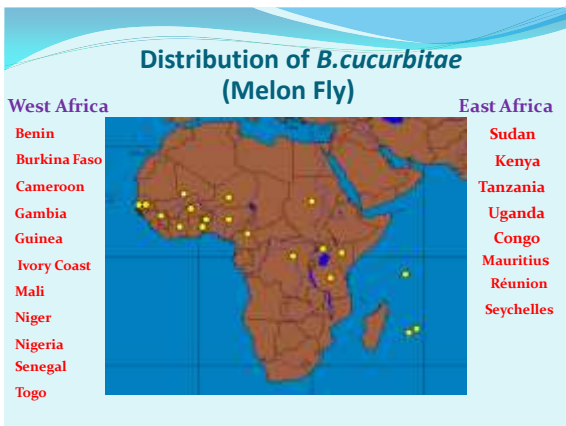 Distribution of B.cucurbitae
(Melon Fly)
West Africa
Benin
Burkina Faso
Cameroon
Gambia
Guinea
Ivory Coast
Mali
Niger
Nigeria
Senegal
Togo
East Africa
Sudan
Kenya
Tanzania
Uganda
Congo
Mauritius
Réunion
Seychelles